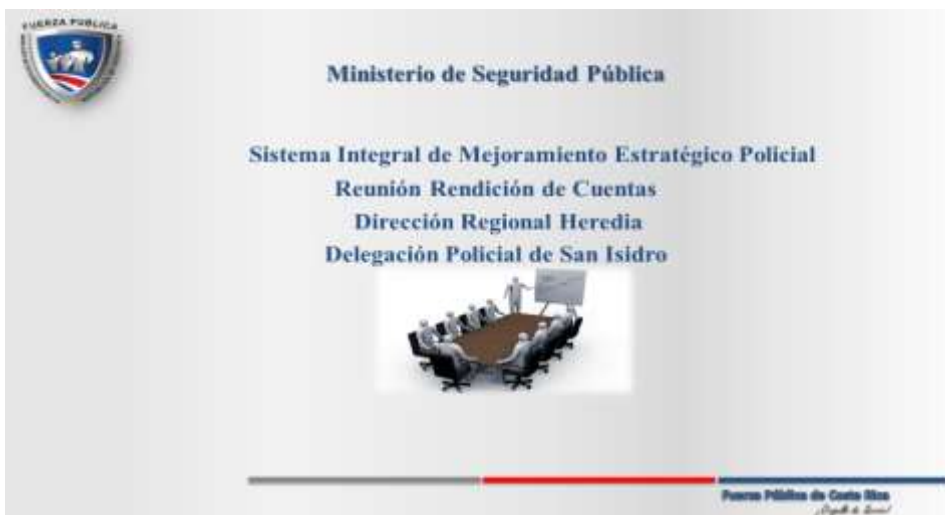 FUERZA PUBLICA
Ministerio de Seguridad Pública
Sistema Integral de Mejoramiento Estratégico Policial
Reunión Rendición de Cuentas
Dirección Regional Heredia
Delegación Policial de San Isidro
Fuerza Pública de Costa Rica